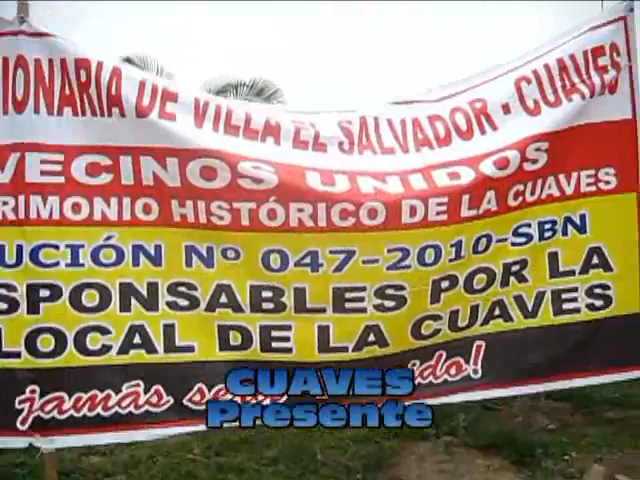 IONARIA DE VILLA EL SALVADOR - CUAVES
VECINOS UNIDOS
RIMONIO HISTÓRICO DE LA CUAVES
UCIÓN Nº 047-2010-SBN
SPONSABLES POR LA
LOCAL DE LA CUAVES
jamás
CUAVES
Presente